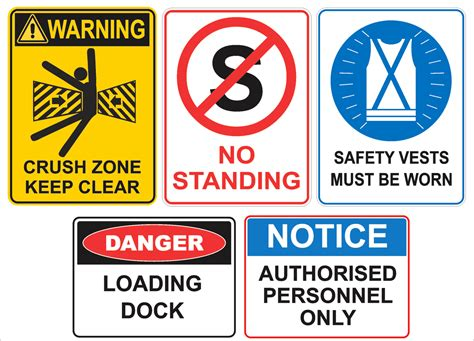 WARNING
CRUSH ZONE
KEEP CLEAR
S
NO
STANDING
SAFETY VESTS
MUST BE WORN
DANGER
LOADING
DOCK
NOTICE
AUTHORISED
PERSONNEL
ONLY